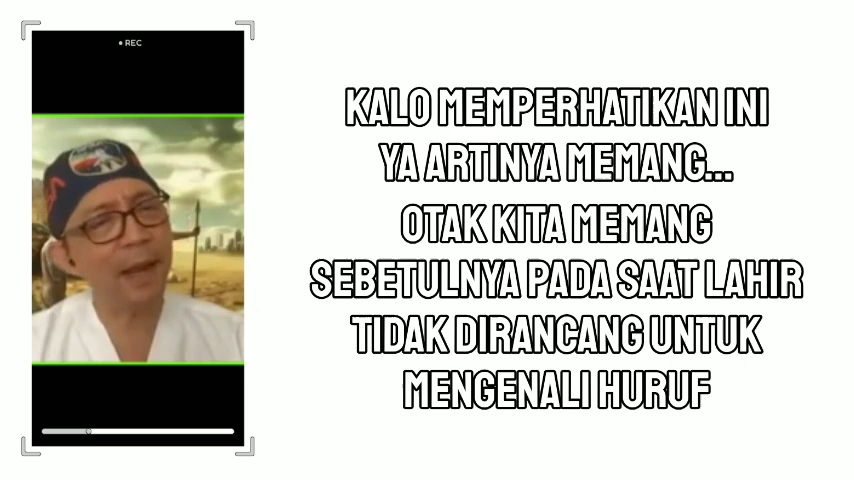 REC
KALO MEMPERHATIKAN INI
YA ARTINYA MEMANG...
OTAK KITA MEMANG
SEBETULNYA PADA SAAT LAHIR
TIDAK DIRANCANG UNTUK
MENGENALI HURUF